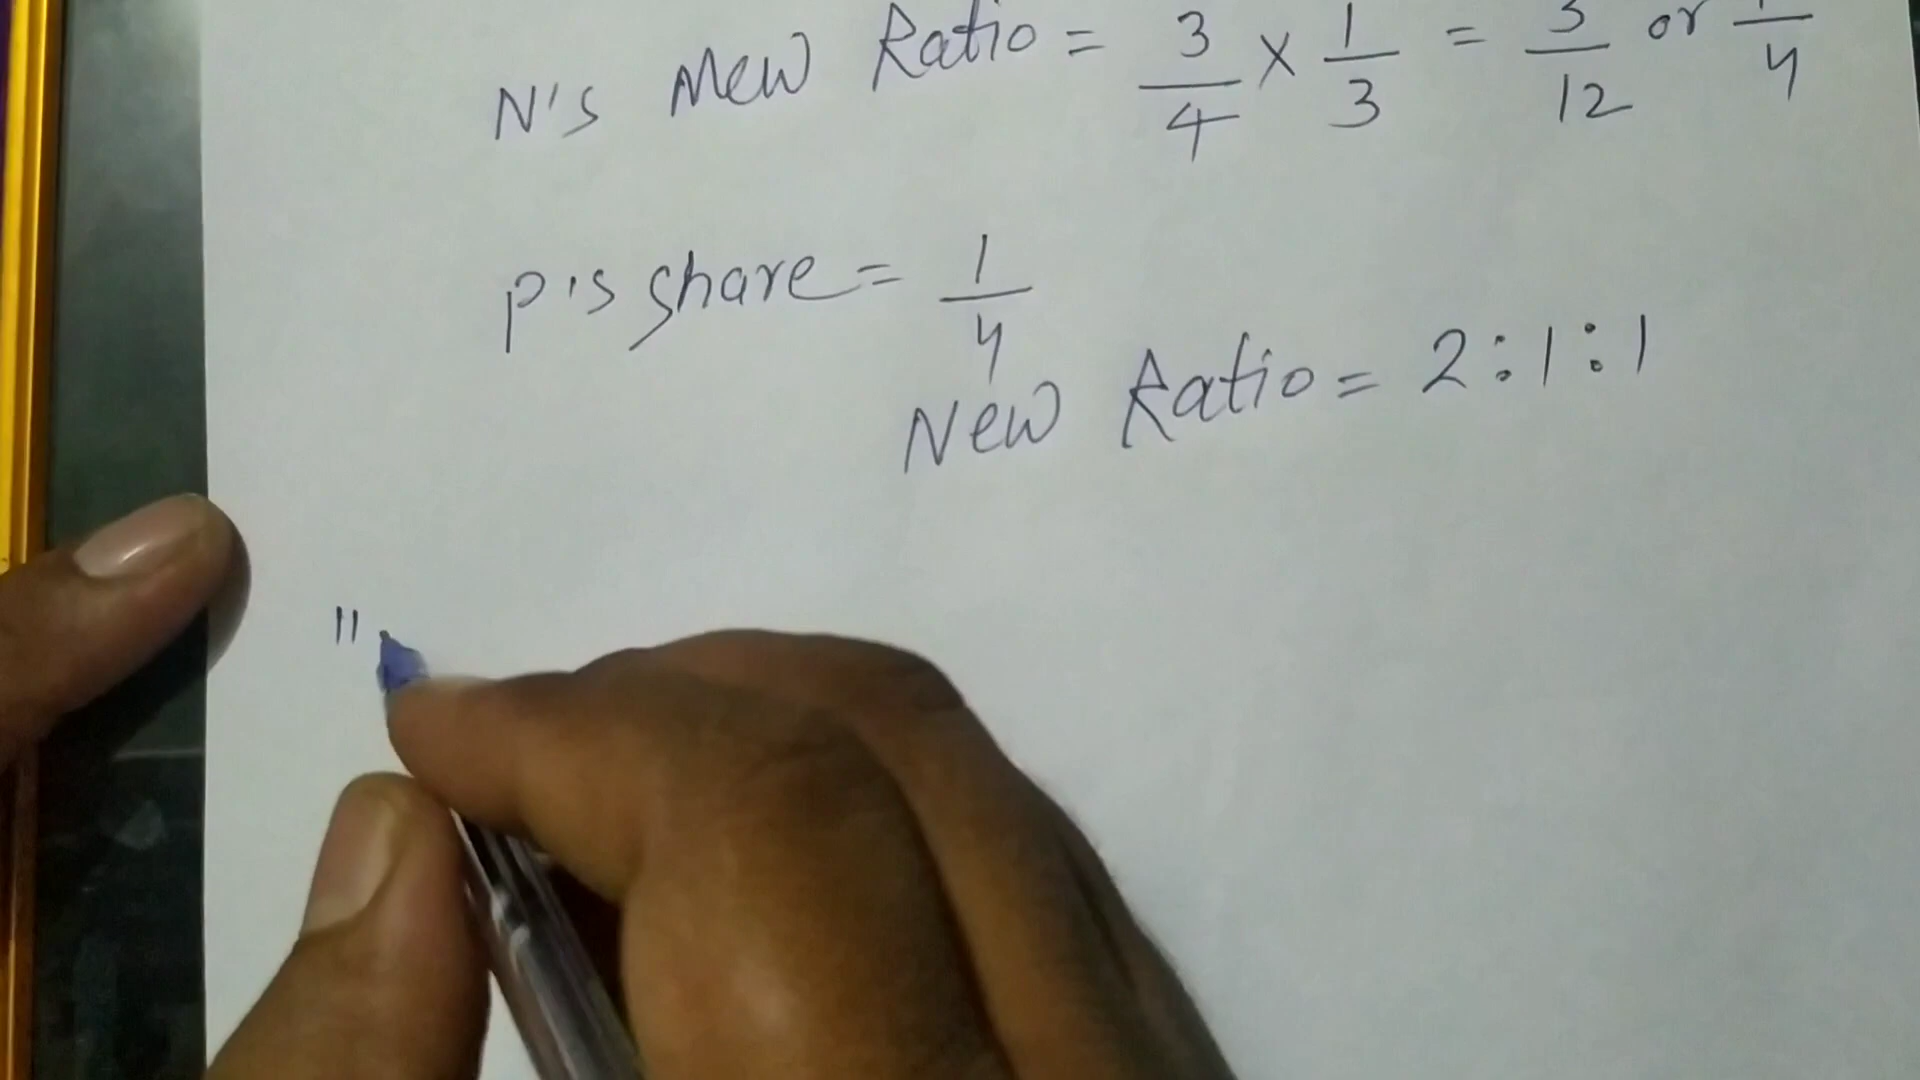 N's New Ratio = 3/4 × 1/3 = 3/12 or 1/4
P's share = 1/4
New Ratio = 2:1:1
"